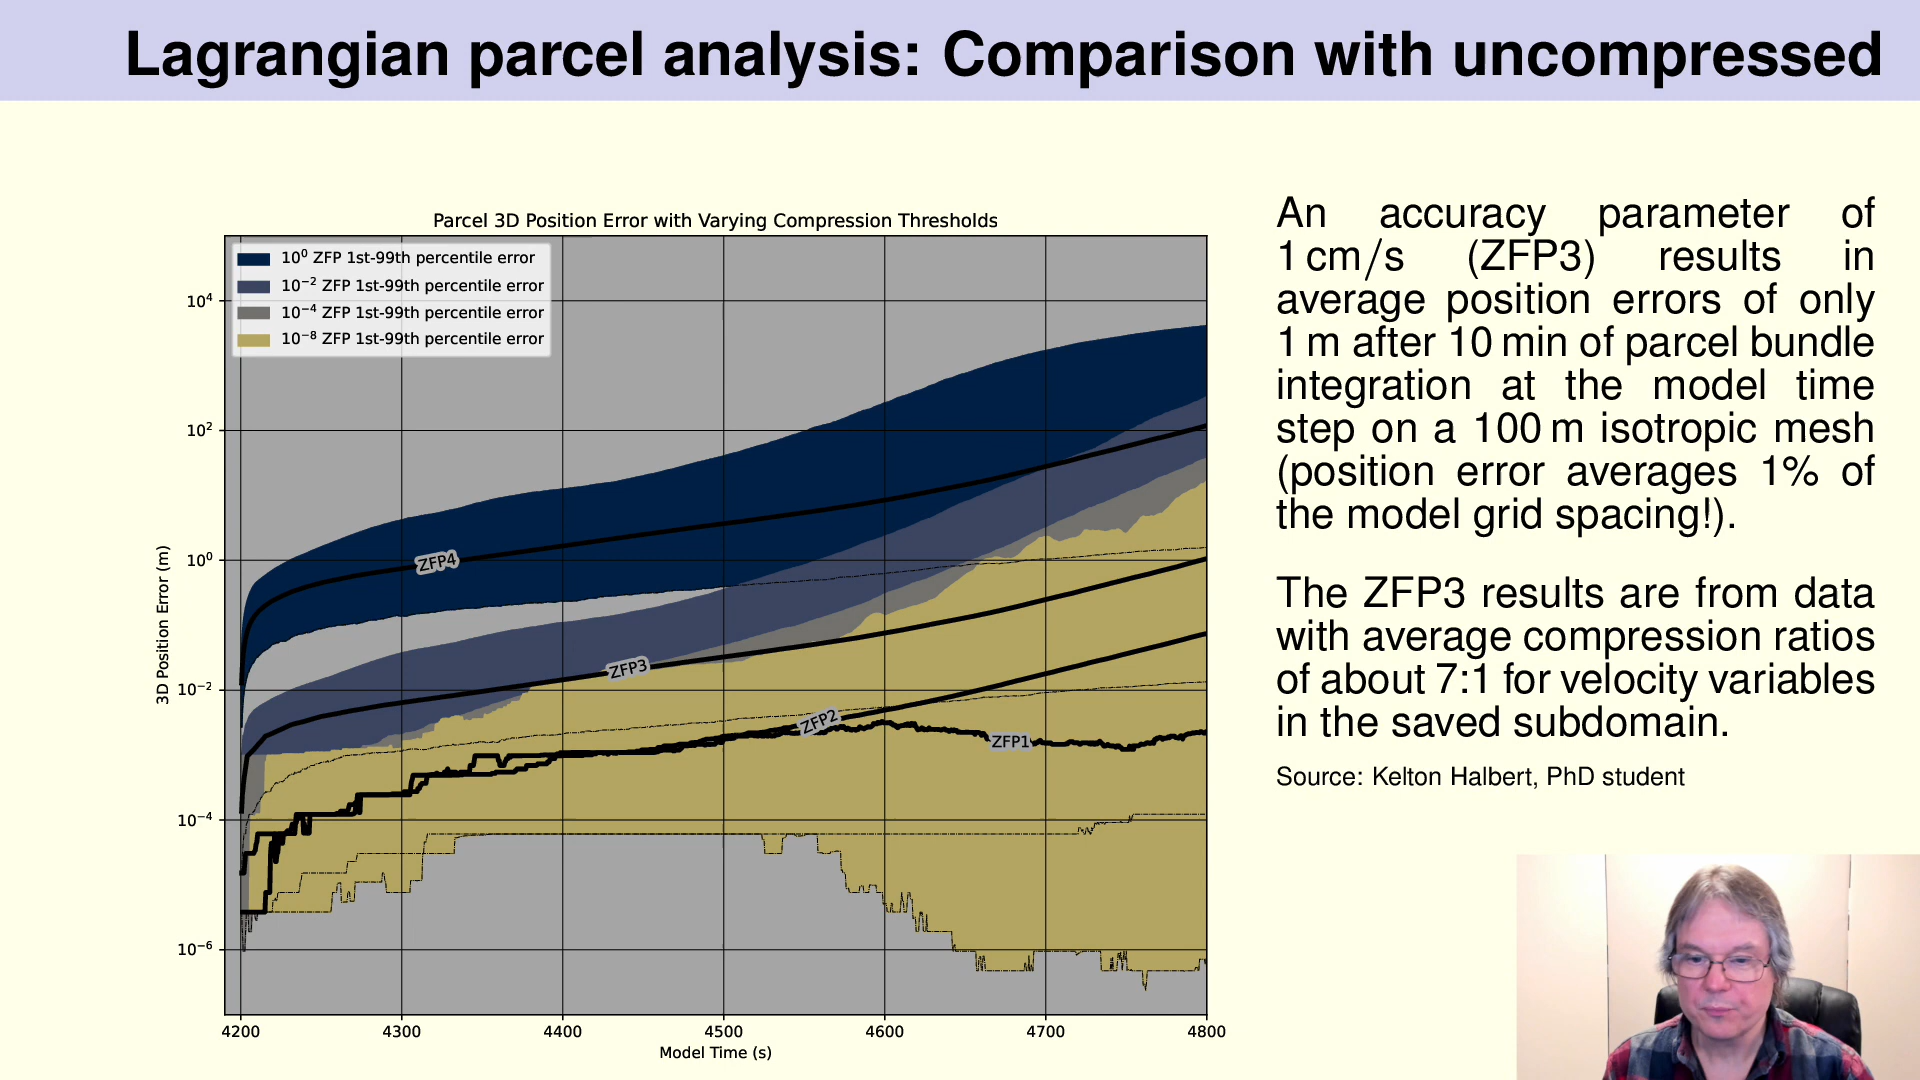 Lagrangian parcel analysis: Comparison with uncompressed
Parcel 3D Position Error with Varying Compression Thresholds
10⁰ ZFP 1st-99th percentile error
10⁻² ZFP 1st-99th percentile error
10⁻⁴ ZFP 1st-99th percentile error
10⁻⁸ ZFP 1st-99th percentile error
10⁴
10²
10⁰
10⁻²
10⁻⁴
10⁻⁶
3D Position Error (m)
ZFP4
ZFP3
ZFP2
ZFP1
4200 4300 4400 4500 4600 4700 4800
Model Time (s)
An accuracy parameter of
1 cm/s (ZFP3) results in
average position errors of only
1 m after 10 min of parcel bundle
integration at the model time
step on a 100 m isotropic mesh
(position error averages 1% of
the model grid spacing!).
The ZFP3 results are from data
with average compression ratios
of about 7:1 for velocity variables
in the saved subdomain.
Source: Kelton Halbert, PhD student